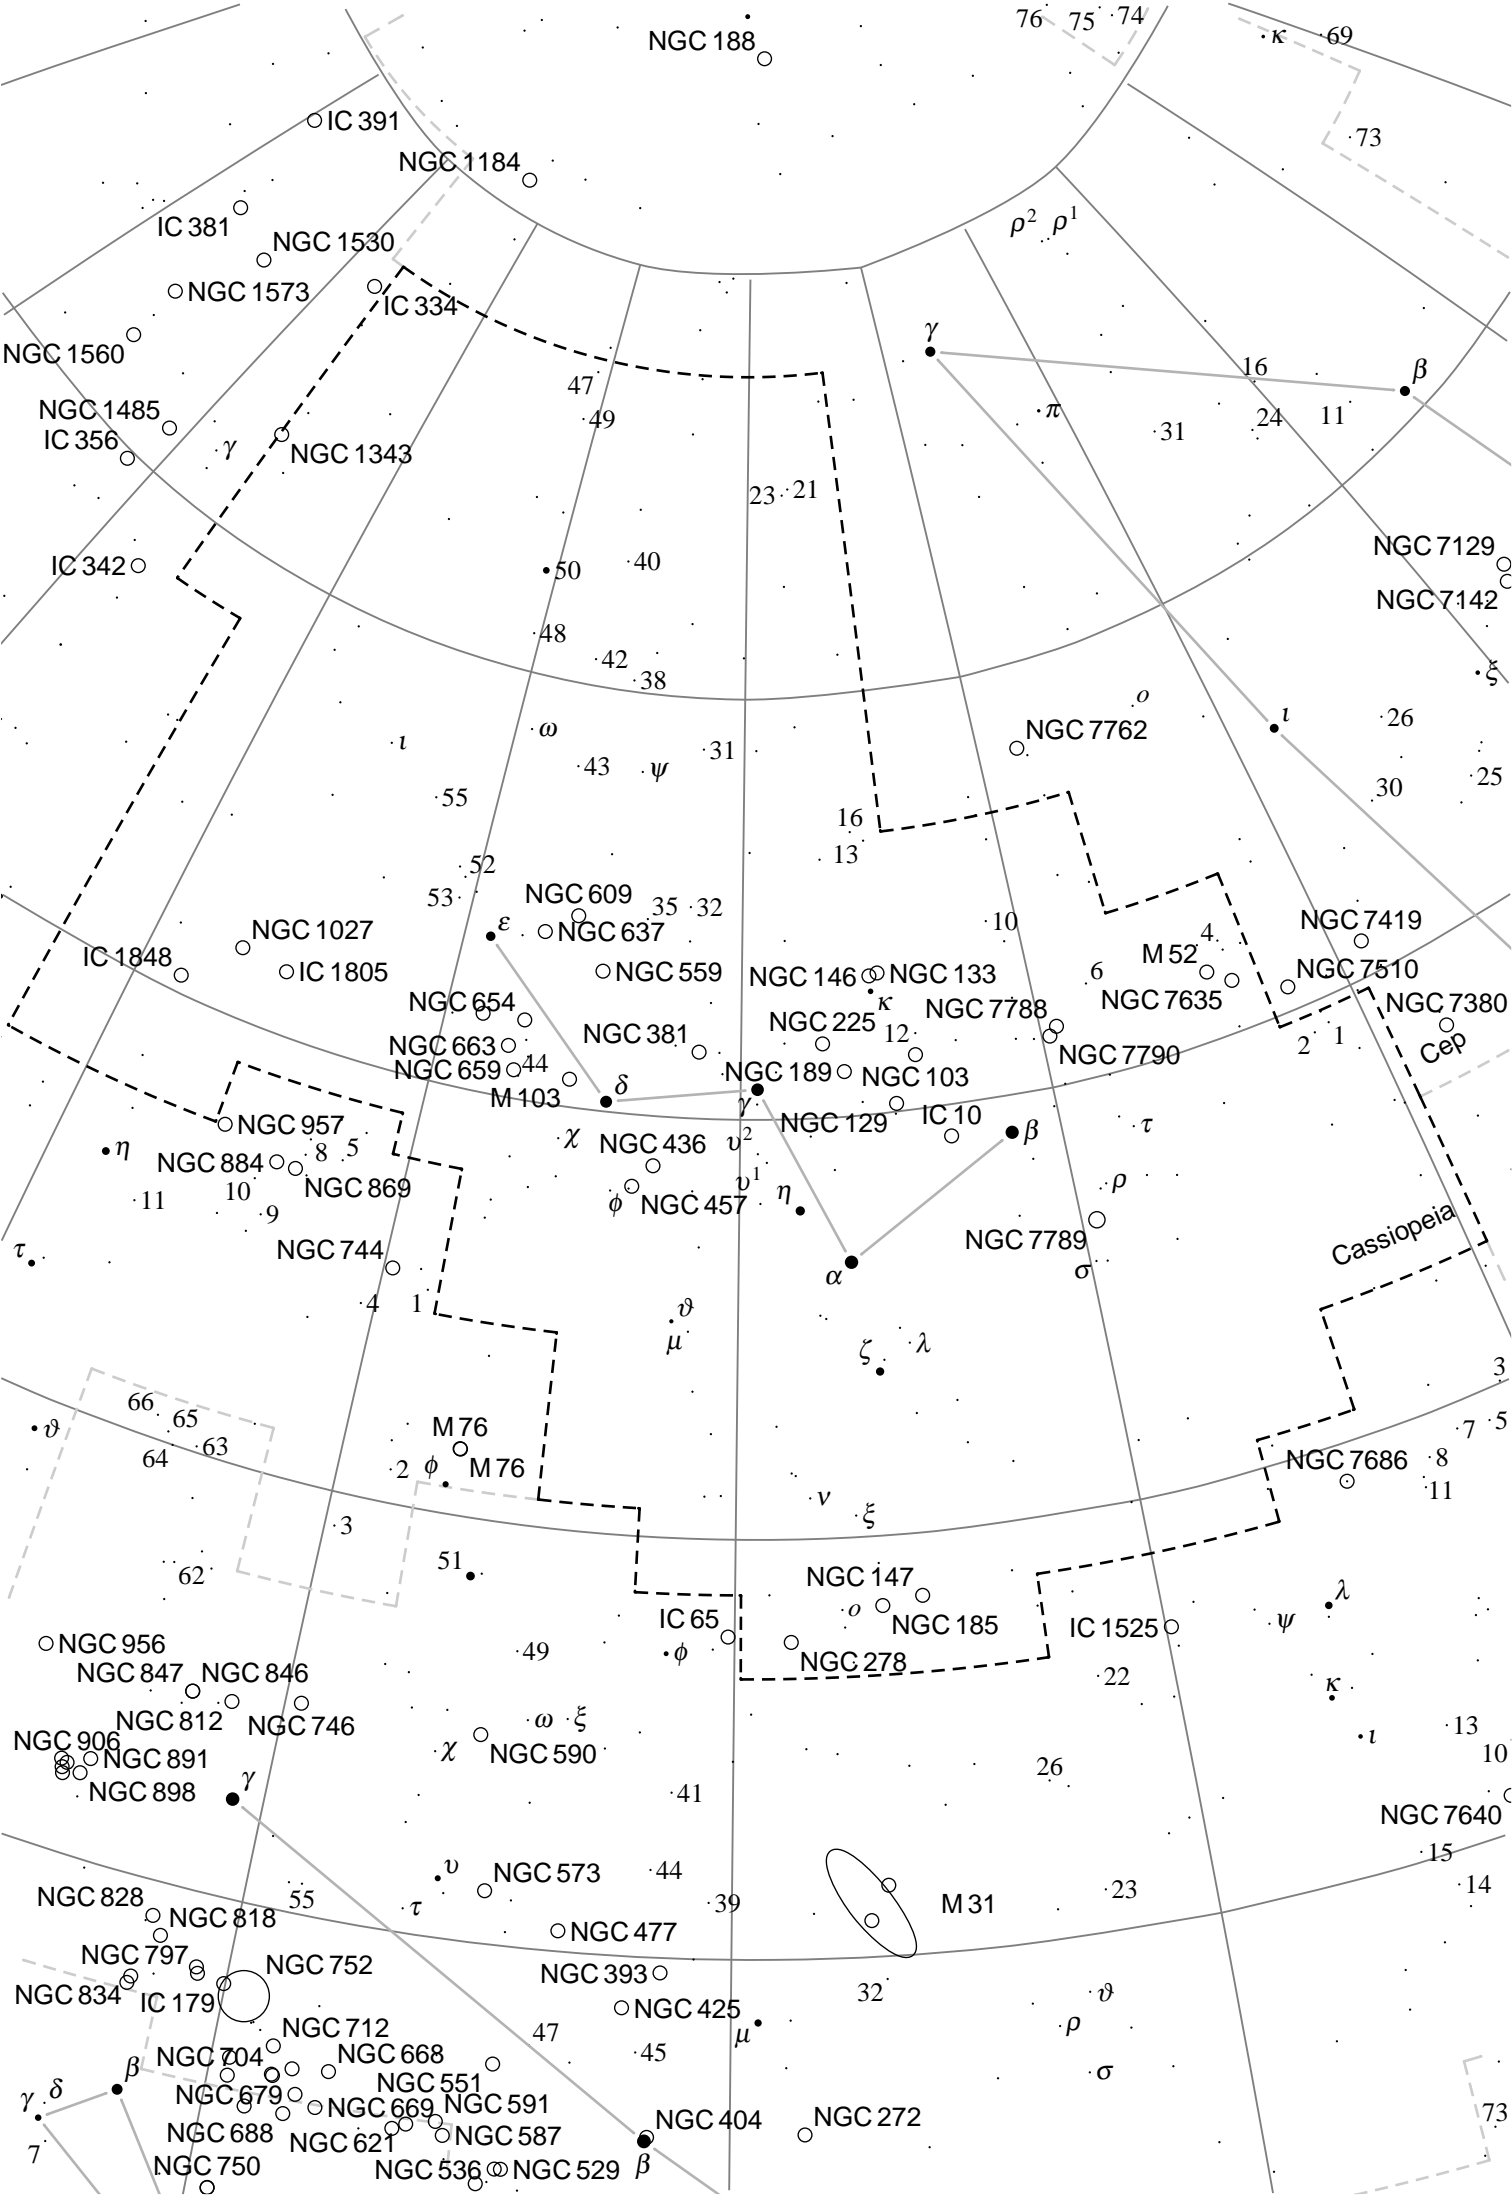 76 75 74
κ 69
NGC 188
IC 391
73
NGC 1184
IC 381
ρ² ρ¹
NGC 1530
NGC 1573
IC 334
γ
NGC 1560
16
β
47
NGC 1485
π
24
11
49
31
IC 356
γ
NGC 1343
23 21
NGC 7129
40
IC 342
50
NGC 7142
48
42
38
ξ
ο
ι
26
ω
NGC 7762
ι
31
43
ψ
25
30
55
16
13
52
NGC 609
53
35
32
ε
10
NGC 7419
NGC 1027
NGC 637
4
M 52
IC 1848
IC 1805
NGC 559
NGC 146
NGC 133
6
NGC 7510
NGC 654
κ
NGC 7788
NGC 7635
NGC 7380
NGC 225
NGC 381
12
1
2
NGC 663
Cep
44
NGC 7790
NGC 659
NGC 189
NGC 103
δ
M 103
γ
IC 10
NGC 957
NGC 129
χ
υ²
β
τ
NGC 436
η
8
5
NGC 884
υ¹
ρ
10
NGC 869
η
11
φ
NGC 457
9
Cassiopeia
NGC 7789
τ
NGC 744
σ
α
4
1
ϑ
μ
ζ
λ
3
66
65
M 76
7
5
ϑ
64
63
NGC 7686
8
2
φ
M 76
11
ν
ξ
3
51
62
NGC 147
λ
ο
IC 65
NGC 185
IC 1525
ψ
NGC 956
49
φ
NGC 278
NGC 847
NGC 846
22
κ
NGC 812
NGC 746
ω
ξ
13
NGC 906
ι
χ
NGC 590
10
NGC 891
26
γ
NGC 898
41
NGC 7640
15
υ
NGC 573
44
14
NGC 828
55
23
39
M 31
τ
NGC 818
NGC 477
NGC 797
NGC 752
NGC 393
NGC 834
IC 179
32
ϑ
NGC 425
ρ
NGC 712
47
μ
45
NGC 704
NGC 668
β
σ
NGC 551
γ
δ
NGC 679
NGC 669
NGC 591
73
NGC 404
NGC 272
NGC 688
NGC 621
NGC 587
7
β
NGC 750
NGC 536
NGC 529